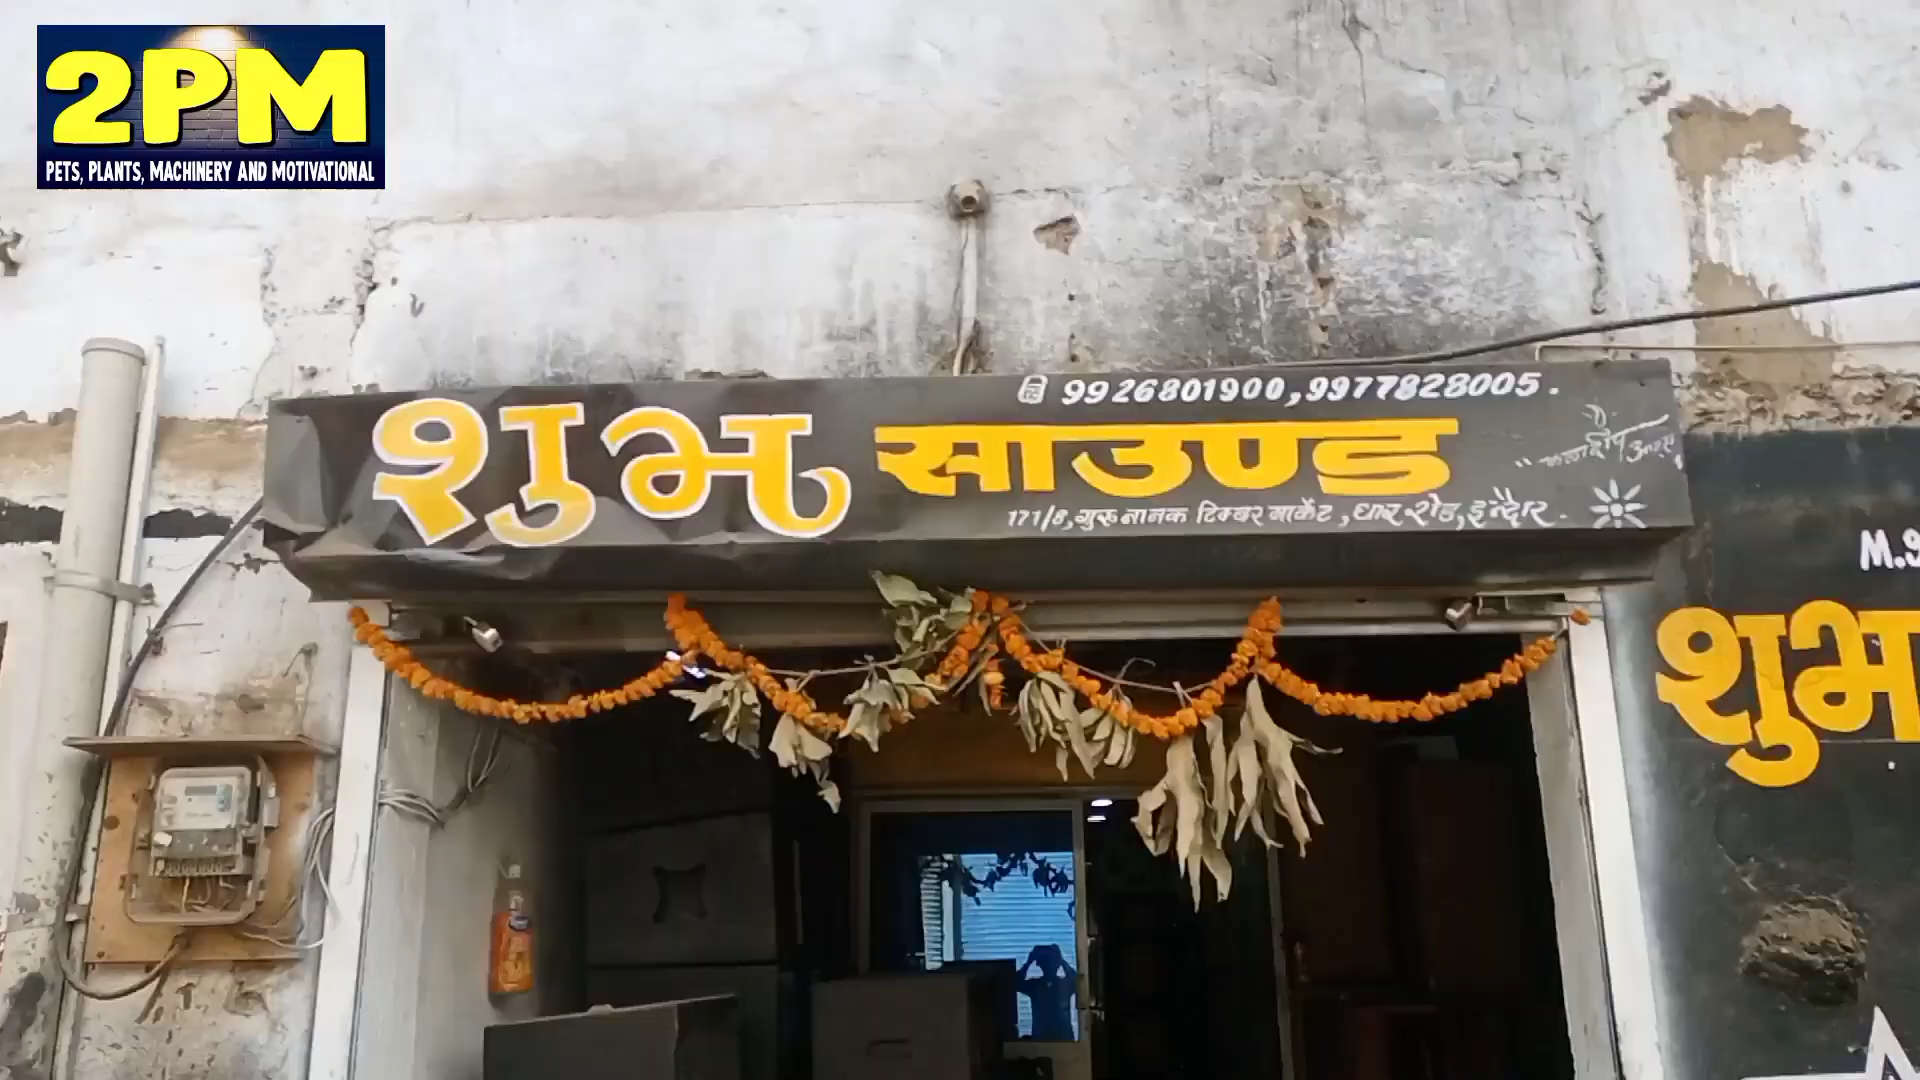 2PM
PETS, PLANTS, MACHINERY AND MOTIVATIONAL
9926801900,9977828005.
शुभ साउण्ड
171/8, गुरु नानक टिम्बर मार्केट, धार रोड, इन्दौर.
M.9
शुभ